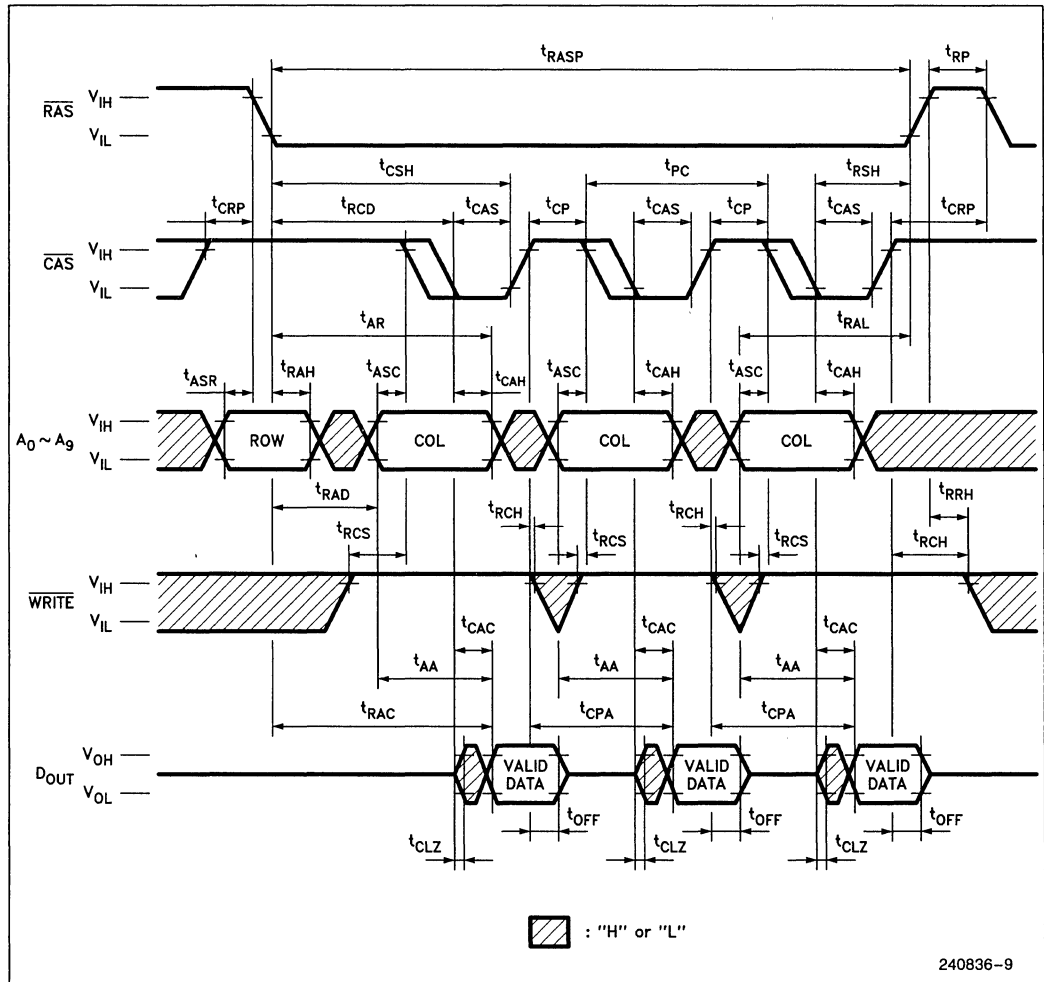 tRASP tRP
RAS VIH
VIL
tCSH tPC tRSH
tCRP tRCD tCAS tCP tCAS tCP tCAS tCRP
CAS VIH
VIL
tAR tRAL
tASR tRAH tASC tCAH tASC tCAH tASC tCAH
A0 ~ A9 VIH
VIL
ROW COL COL COL
tRAD tRCH tRCH tRRH
tRCS tRCS tRCS tRCH
WRITE VIH
VIL
tCAC tCAC tCAC
tAA tAA tAA
tRAC tCPA tCPA
DOUT VOH
VOL
VALID DATA VALID DATA VALID DATA
tOFF tOFF tOFF
tCLZ tCLZ tCLZ
: "H" or "L"
240836-9